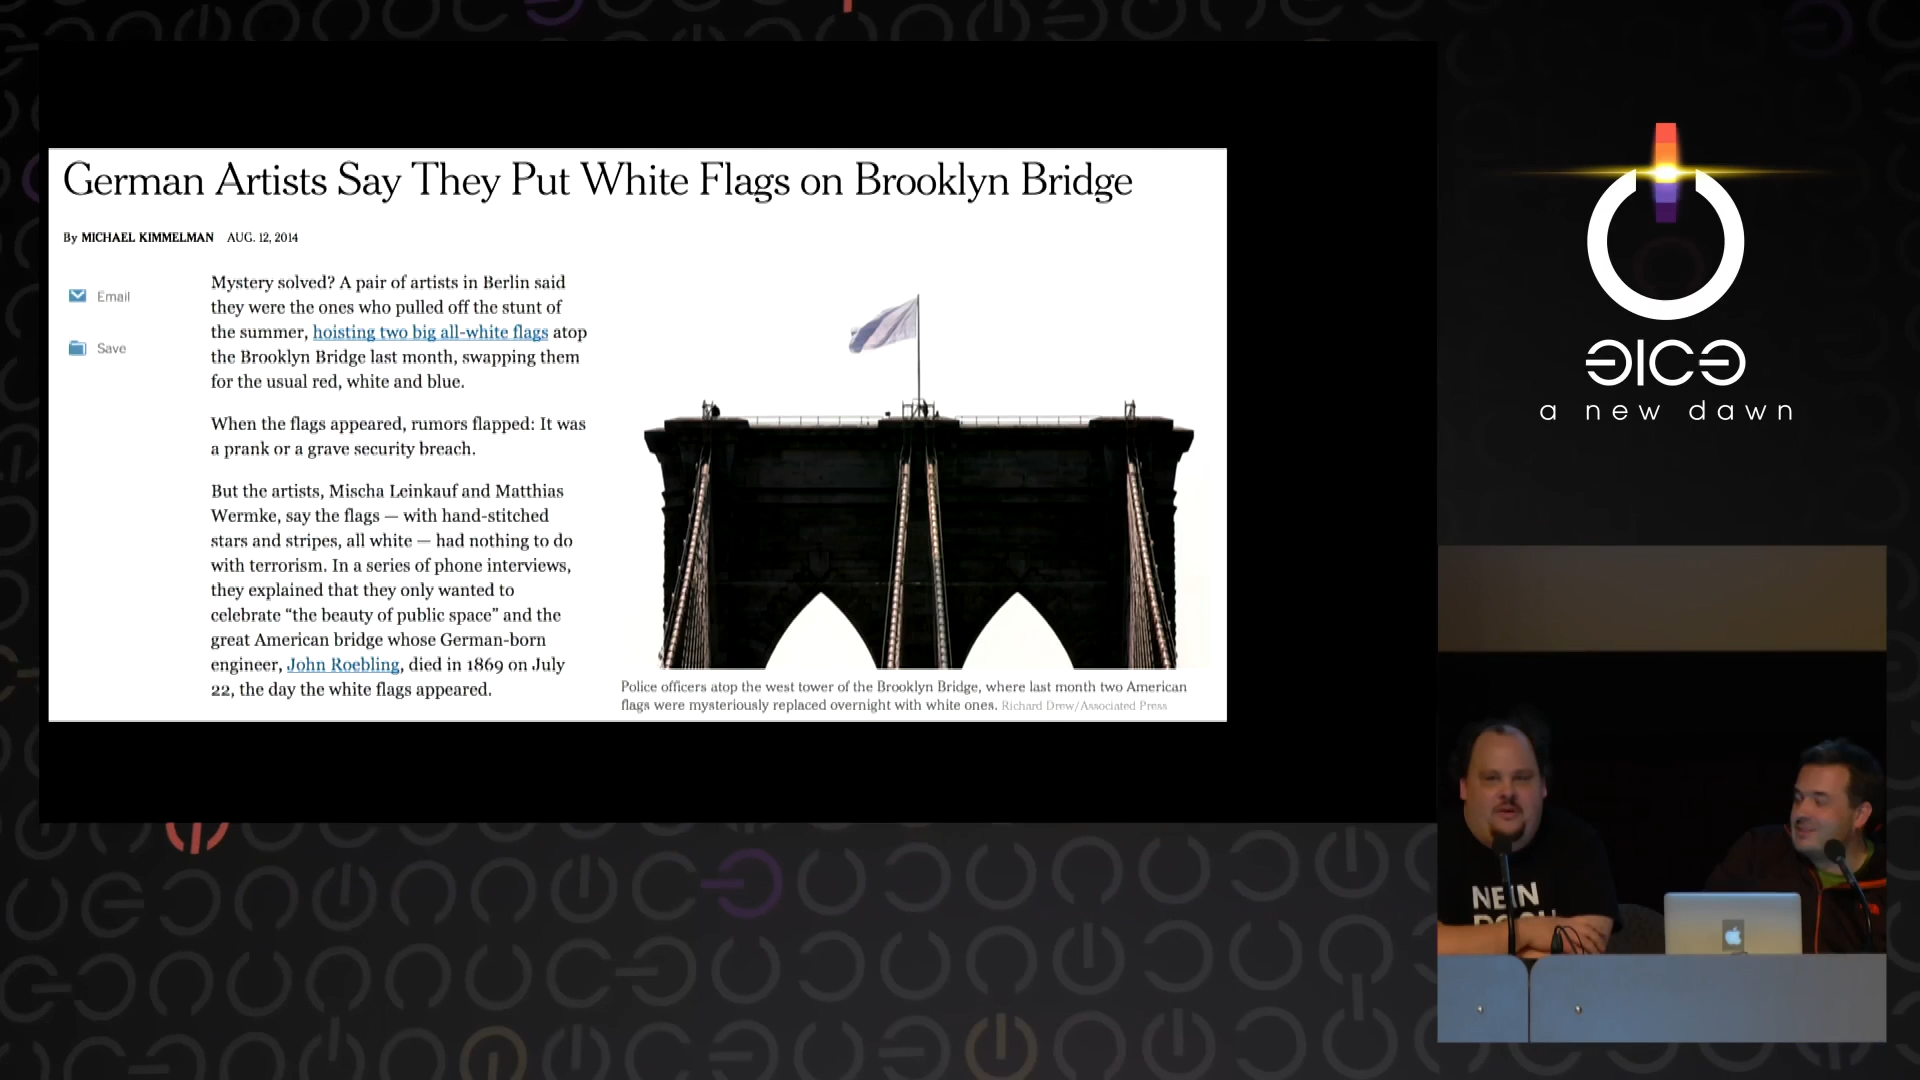 German Artists Say They Put White Flags on Brooklyn Bridge
By MICHAEL KIMMELMAN AUG. 12, 2014
Email
Save
Mystery solved? A pair of artists in Berlin said
they were the ones who pulled off the stunt of
the summer, hoisting two big all-white flags atop
the Brooklyn Bridge last month, swapping them
for the usual red, white and blue.
When the flags appeared, rumors flapped: It was
a prank or a grave security breach.
But the artists, Mischa Leinkauf and Matthias
Wermke, say the flags — with hand-stitched
stars and stripes, all white — had nothing to do
with terrorism. In a series of phone interviews,
they explained that they only wanted to
celebrate “the beauty of public space” and the
great American bridge whose German-born
engineer, John Roebling, died in 1869 on July
22, the day the white flags appeared.
Police officers atop the west tower of the Brooklyn Bridge, where last month two American
flags were mysteriously replaced overnight with white ones. Richard Drew/Associated Press
a new dawn
NEIN